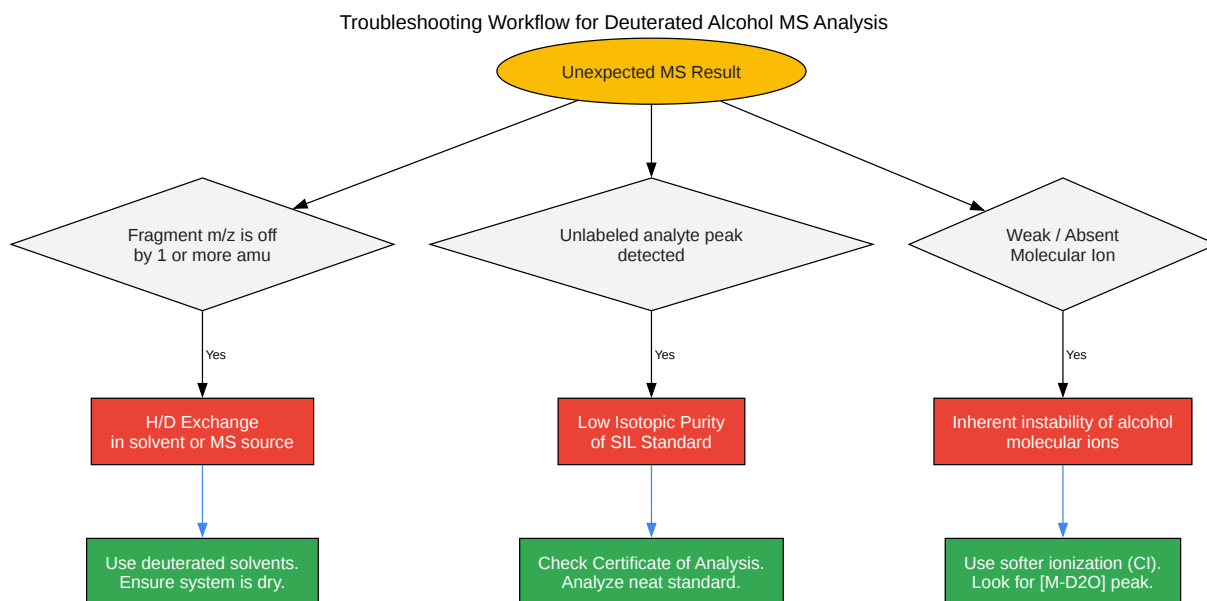 Troubleshooting Workflow for Deuterated Alcohol MS Analysis
Unexpected MS Result
Fragment m/z is off
by 1 or more amu
Unlabeled analyte peak
detected
Weak / Absent
Molecular Ion
Yes
Yes
Yes
H/D Exchange
in solvent or MS source
Low Isotopic Purity
of SIL Standard
Inherent instability of alcohol
molecular ions
Use deuterated solvents.
Ensure system is dry.
Check Certificate of Analysis.
Analyze neat standard.
Use softer ionization (CI).
Look for [M-D2O] peak.